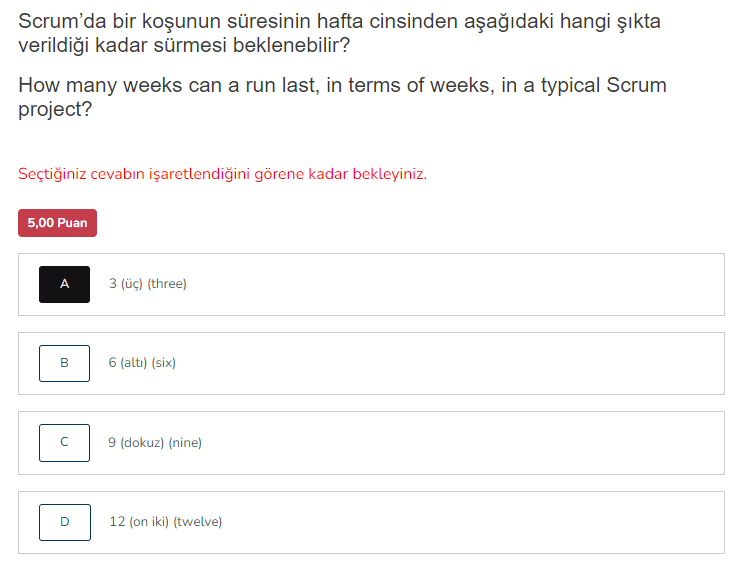 Scrum’da bir koşunun süresinin hafta cinsinden aşağıdaki hangi şıkta
verildiği kadar sürmesi beklenebilir?
How many weeks can a run last, in terms of weeks, in a typical Scrum
project?
Seçtiğiniz cevabın işaretlendiğini görene kadar bekleyiniz.
5,00 Puan
A 3 (üç) (three)
B 6 (altı) (six)
C 9 (dokuz) (nine)
D 12 (on iki) (twelve)